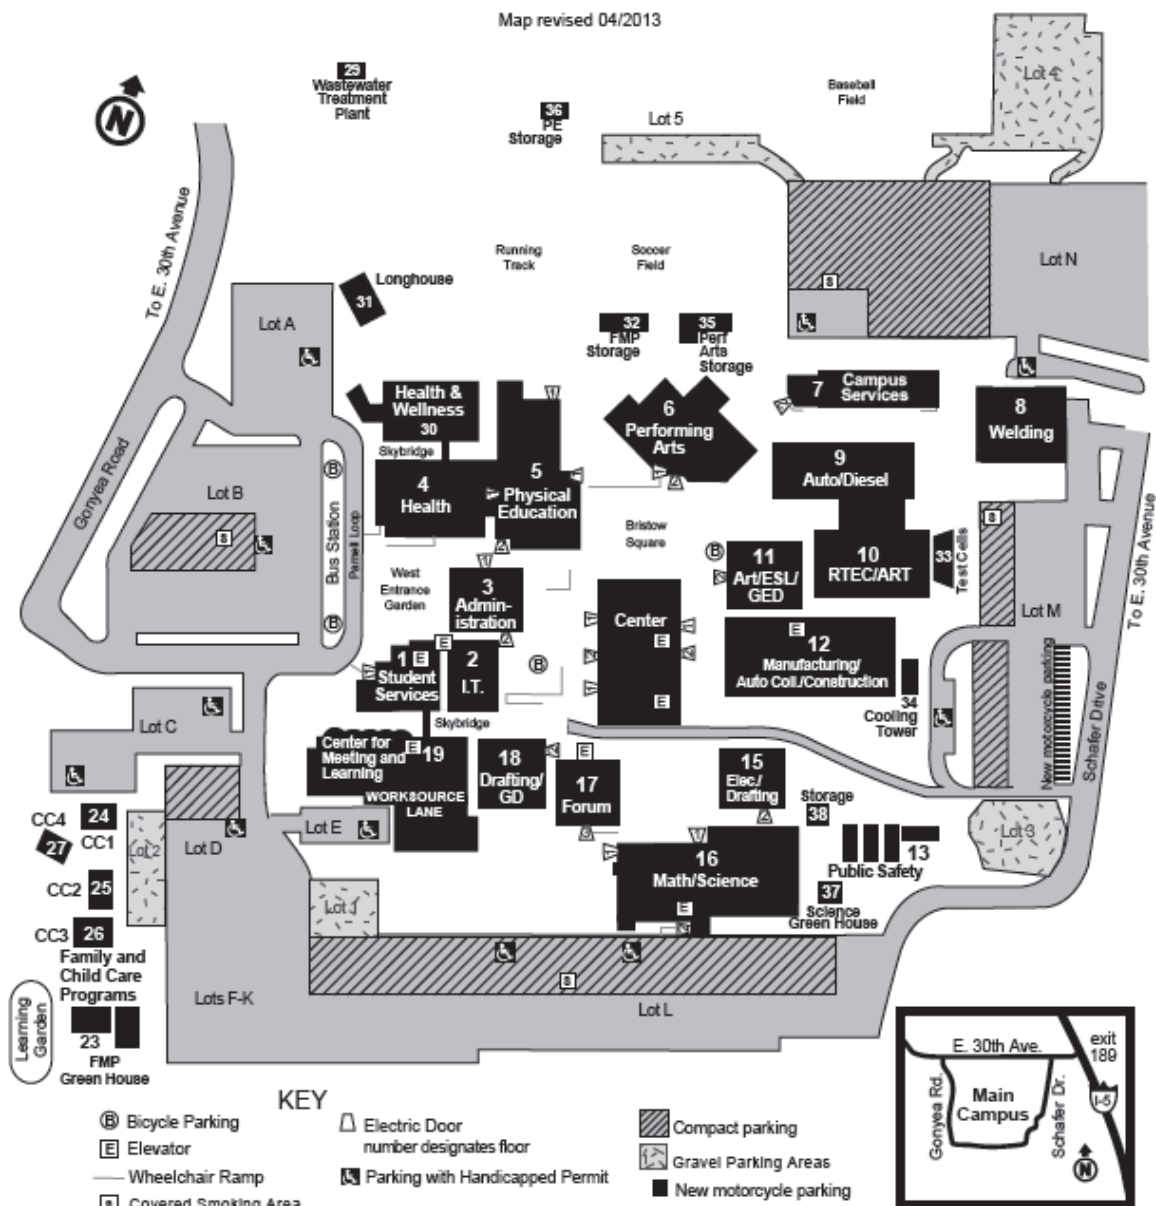 Map revised 04/2013
N
29
Wastewater
Treatment
Plant
36
PE
Storage
Lot 5
Baseball
Field
Lot 4
To E. 30th Avenue
Running
Track
Soccer
Field
Lot N
S
31
Longhouse
Lot A
32
FMP
Storage
35
Perf
Arts
Storage
Health &
Wellness
30
Skybridge
6
Performing
Arts
7
Campus
Services
8
Welding
Gonyea Road
Lot B
S
B
Bus Station
B
Parnell Loop
4
Health
5
Physical
Education
9
Auto/Diesel
Bristow
Square
B
11
Art/ESL/
GED
10
RTEC/ART
33
Test Cells
S
Lot M
To E. 30th Avenue
West
Entrance
Garden
3
Admin-
istration
Center
E
E
E
12
Manufacturing/
Auto Coll./Construction
34
Cooling
Tower
New motorcycle parking
Schafer Drive
E
1
E
Student
Services
2
I.T.
B
Skybridge
Lot C
Center for
Meeting and
Learning
E
19
WORKSOURCE
LANE
18
Drafting/
GD
E
17
Forum
15
Elec./
Drafting
Storage
38
Lot 3
CC4
24
CC1
27
Lot 2
Lot D
Lot E
16
Math/Science
E
13
Public Safety
37
Science
Green House
CC2
25
CC3
26
Family and
Child Care
Programs
Lot 1
S
Lots F-K
Lot L
Learning
Garden
23
FMP
Green House
E. 30th Ave.
exit
189
Gonyea Rd.
Main
Campus
Schafer Dr.
I-5
N
KEY
B Bicycle Parking
E Elevator
Wheelchair Ramp
S Covered Smoking Area
Electric Door
number designates floor
Parking with Handicapped Permit
Compact parking
Gravel Parking Areas
New motorcycle parking